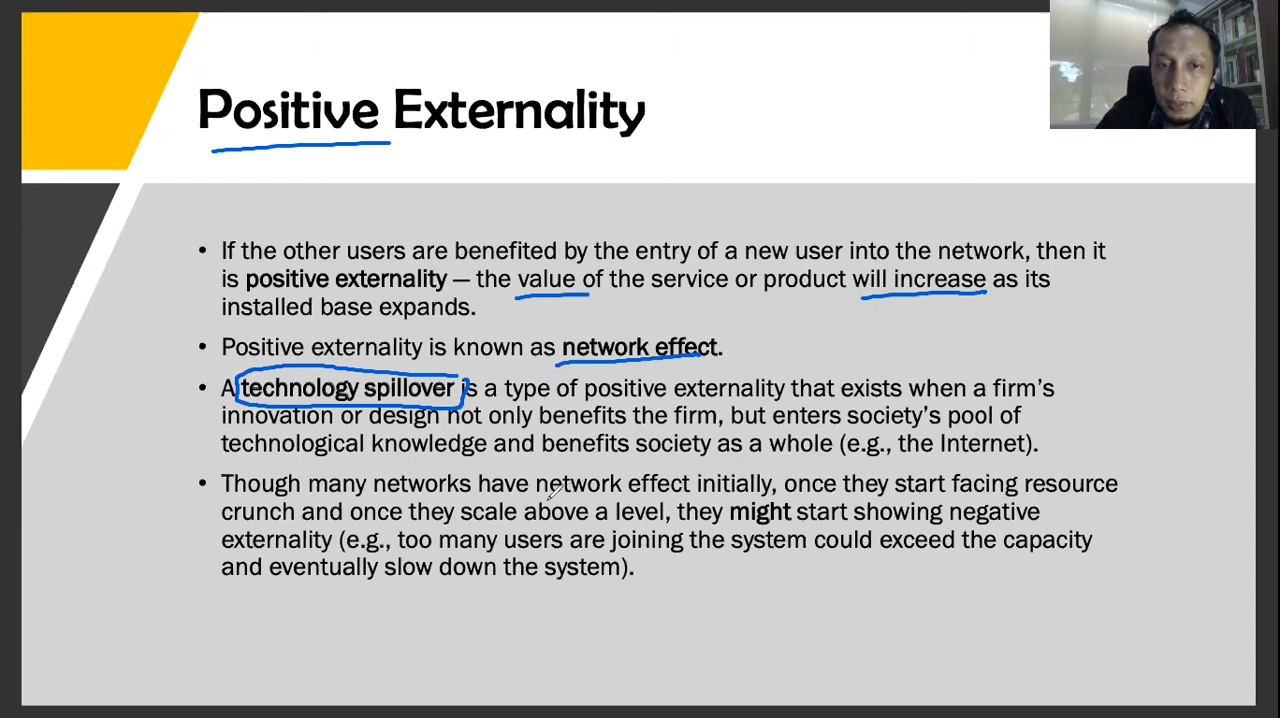 Positive Externality
• If the other users are benefited by the entry of a new user into the network, then it
is positive externality — the value of the service or product will increase as its
installed base expands.
• Positive externality is known as network effect.
• A technology spillover is a type of positive externality that exists when a firm's
innovation or design not only benefits the firm, but enters society's pool of
technological knowledge and benefits society as a whole (e.g., the Internet).
• Though many networks have network effect initially, once they start facing resource
crunch and once they scale above a level, they might start showing negative
externality (e.g., too many users are joining the system could exceed the capacity
and eventually slow down the system).